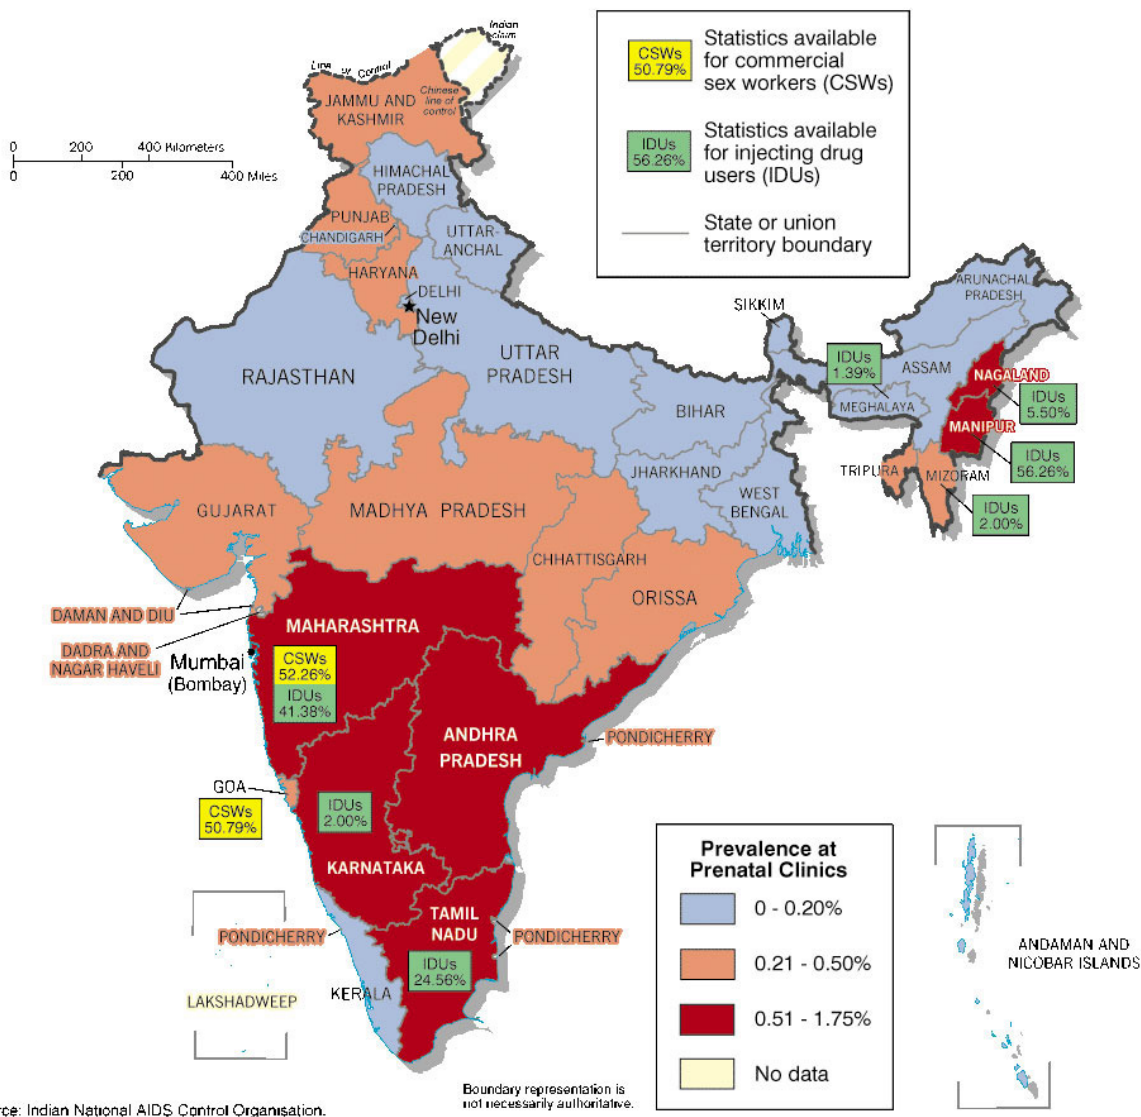 Indian
claim
Line of Control
Chinese
line of
control
JAMMU AND
KASHMIR
CSWs
50.79%
Statistics available
for commercial
sex workers (CSWs)
IDUs
56.26%
Statistics available
for injecting drug
users (IDUs)
State or union
territory boundary
0 200 400 Kilometers
0 200 400 Miles
HIMACHAL
PRADESH
PUNJAB
CHANDIGARH
UTTAR-
ANCHAL
HARYANA
DELHI
New
Delhi
RAJASTHAN
UTTAR
PRADESH
SIKKIM
ARUNACHAL
PRADESH
IDUs
1.39%
ASSAM
NAGALAND
IDUs
5.50%
MEGHALAYA
MANIPUR
IDUs
56.26%
BIHAR
JHARKHAND
WEST
BENGAL
TRIPURA
MIZORAM
IDUs
2.00%
GUJARAT
MADHYA PRADESH
CHHATTISGARH
ORISSA
DAMAN AND DIU
DADRA AND
NAGAR HAVELI
Mumbai
(Bombay)
MAHARASHTRA
CSWs
52.26%
IDUs
41.38%
ANDHRA
PRADESH
PONDICHERRY
GOA
CSWs
50.79%
IDUs
2.00%
KARNATAKA
TAMIL
NADU
PONDICHERRY
PONDICHERRY
IDUs
24.56%
KERALA
LAKSHADWEEP
Prevalence at
Prenatal Clinics
0 - 0.20%
0.21 - 0.50%
0.51 - 1.75%
No data
ANDAMAN AND
NICOBAR ISLANDS
Boundary representation is
not necessarily authoritative.
rce: Indian National AIDS Control Organisation.